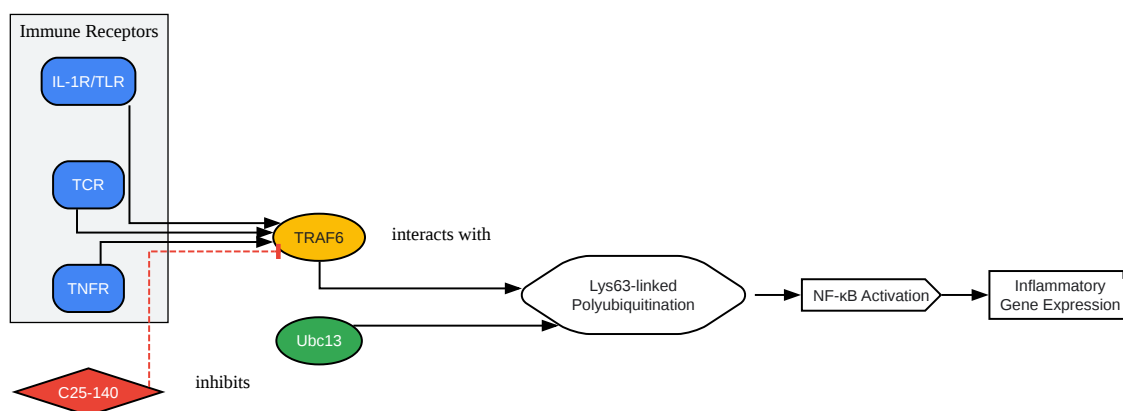 Immune Receptors
IL-1R/TLR
TCR
TNFR
TRAF6
interacts with
Lys63-linked
Polyubiquitination
NF-κB Activation
Inflammatory
Gene Expression
Ubc13
C25-140
inhibits